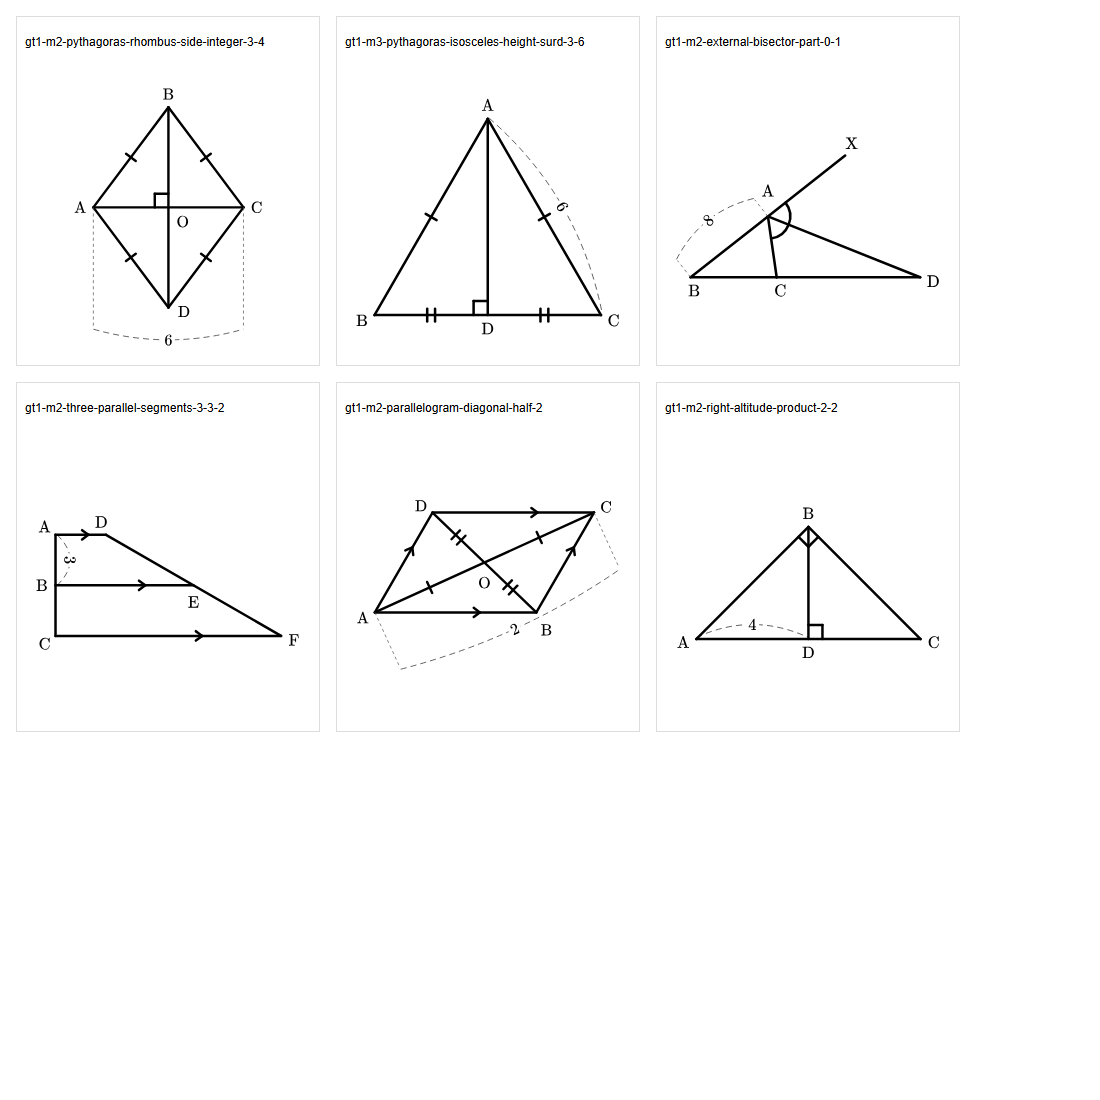 gt1-m2-pythagoras-rhombus-side-integer-3-4
B
A
C
O
D
6
gt1-m3-pythagoras-isosceles-height-surd-3-6
A
6
B
D
C
gt1-m2-external-bisector-part-0-1
X
A
8
B
C
D
gt1-m2-three-parallel-segments-3-3-2
A
D
3
B
E
C
F
gt1-m2-parallelogram-diagonal-half-2
D
C
O
A
2
B
gt1-m2-right-altitude-product-2-2
B
4
A
D
C